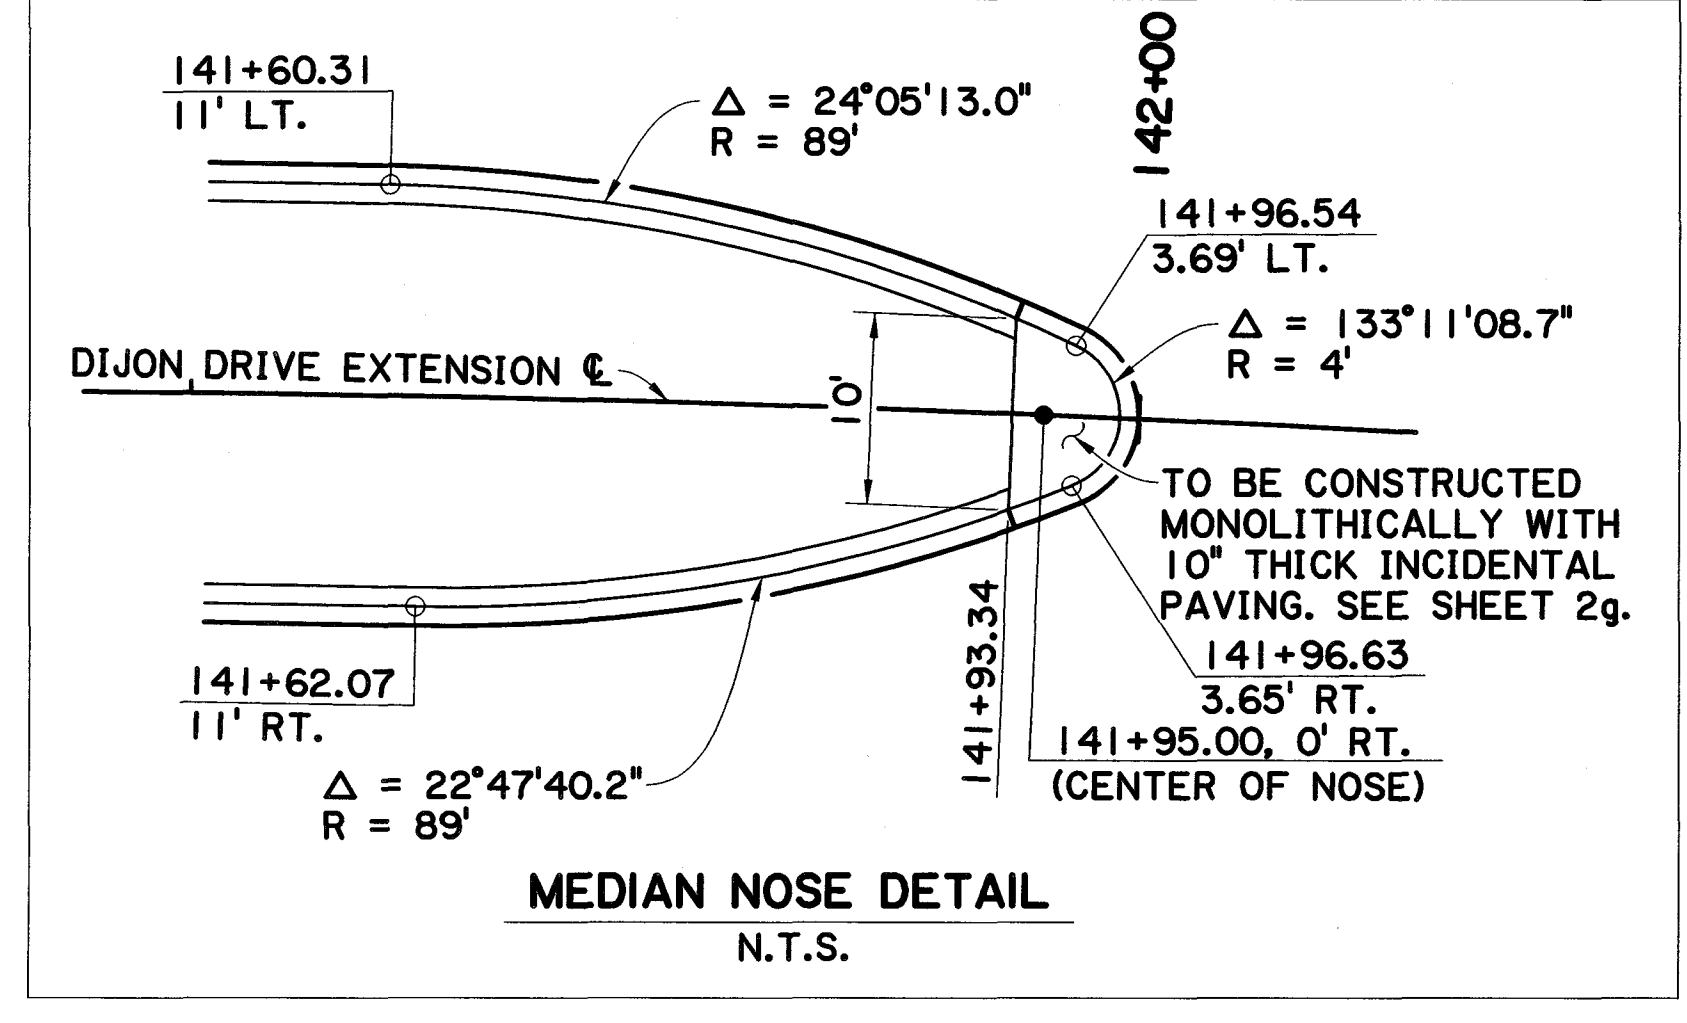 141+60.31
11' LT.
Δ = 24°05'13.0"
R = 89'
142+00
141+96.54
3.69' LT.
Δ = 133°11'08.7"
R = 4'
DIJON DRIVE EXTENSION ℄
10'
TO BE CONSTRUCTED
MONOLITHICALLY WITH
10" THICK INCIDENTAL
PAVING. SEE SHEET 2g.
141+93.34
141+96.63
3.65' RT.
141+62.07
11' RT.
141+95.00, 0' RT.
(CENTER OF NOSE)
Δ = 22°47'40.2"
R = 89'
MEDIAN NOSE DETAIL
N.T.S.